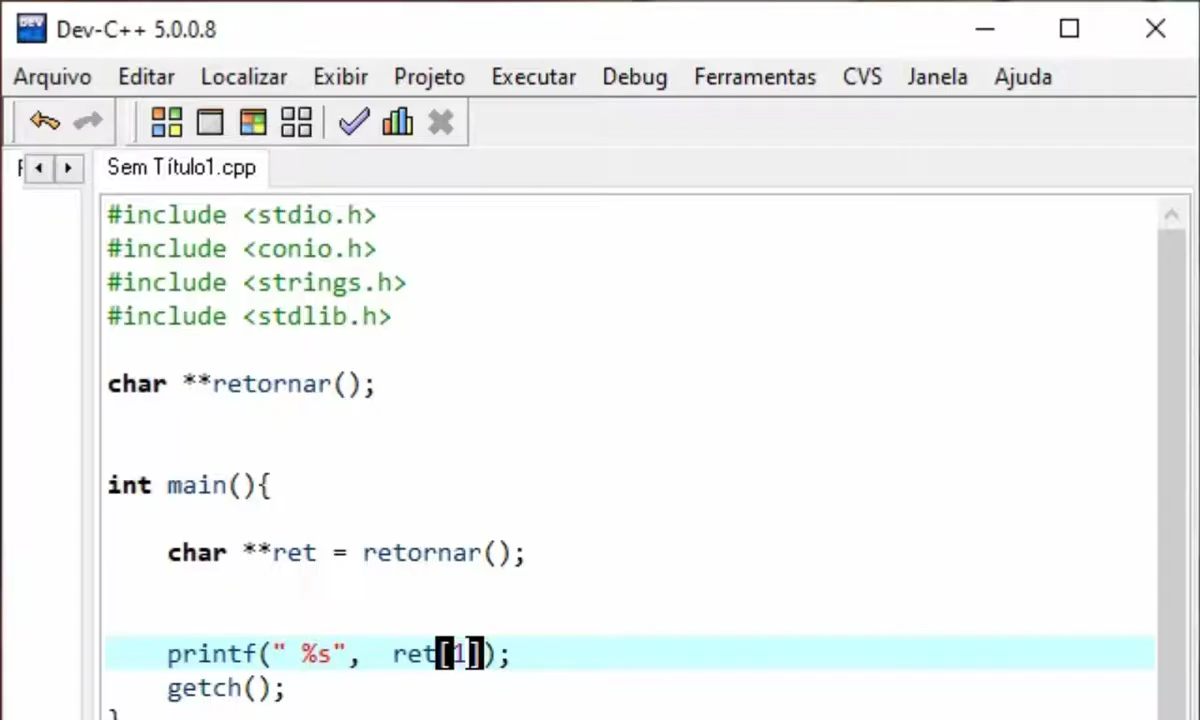 Dev-C++ 5.0.0.8
Arquivo Editar Localizar Exibir Projeto Executar Debug Ferramentas CVS Janela Ajuda
Sem Título1.cpp
#include <stdio.h>
#include <conio.h>
#include <strings.h>
#include <stdlib.h>
char **retornar();
int main(){
char **ret = retornar();
printf(" %s",  ret[1]);
getch();
}